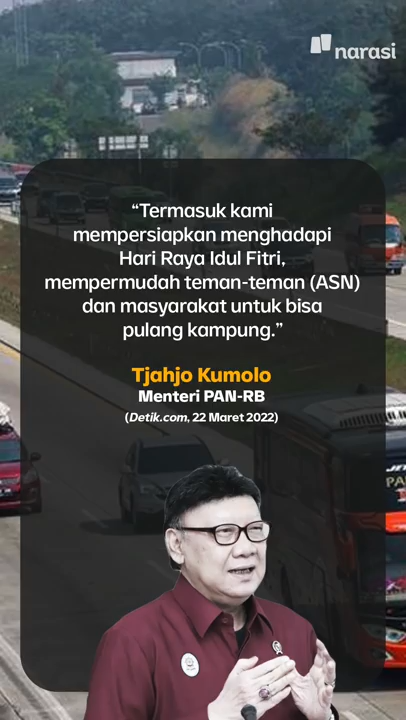 narasi
“Termasuk kami
mempersiapkan menghadapi
Hari Raya Idul Fitri,
mempermudah teman-teman (ASN)
dan masyarakat untuk bisa
pulang kampung.”
Tjahjo Kumolo
Menteri PAN-RB
(Detik.com, 22 Maret 2022)